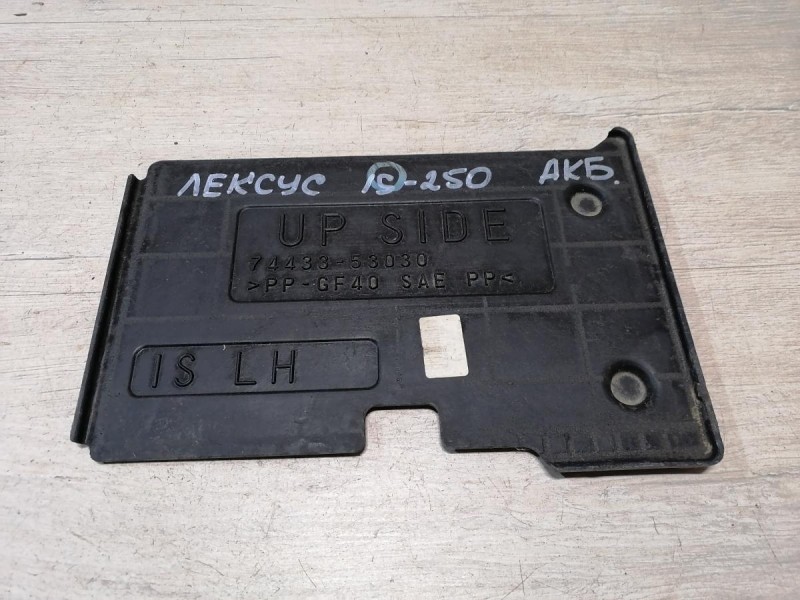 ЛЕКСУС IS-250 АКБ.
UP SIDE
74433-53030
>PP-GF40 SAE PP<
IS LH